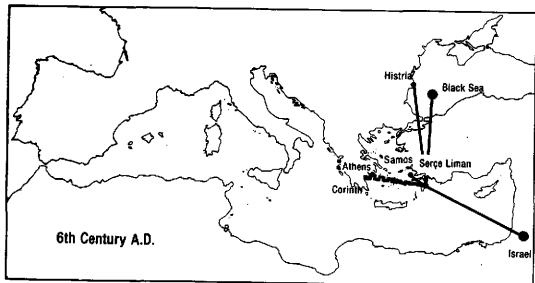 Histria
Black Sea
Samos Serçe Liman
Athens
Corinth
6th Century A.D.
Israel